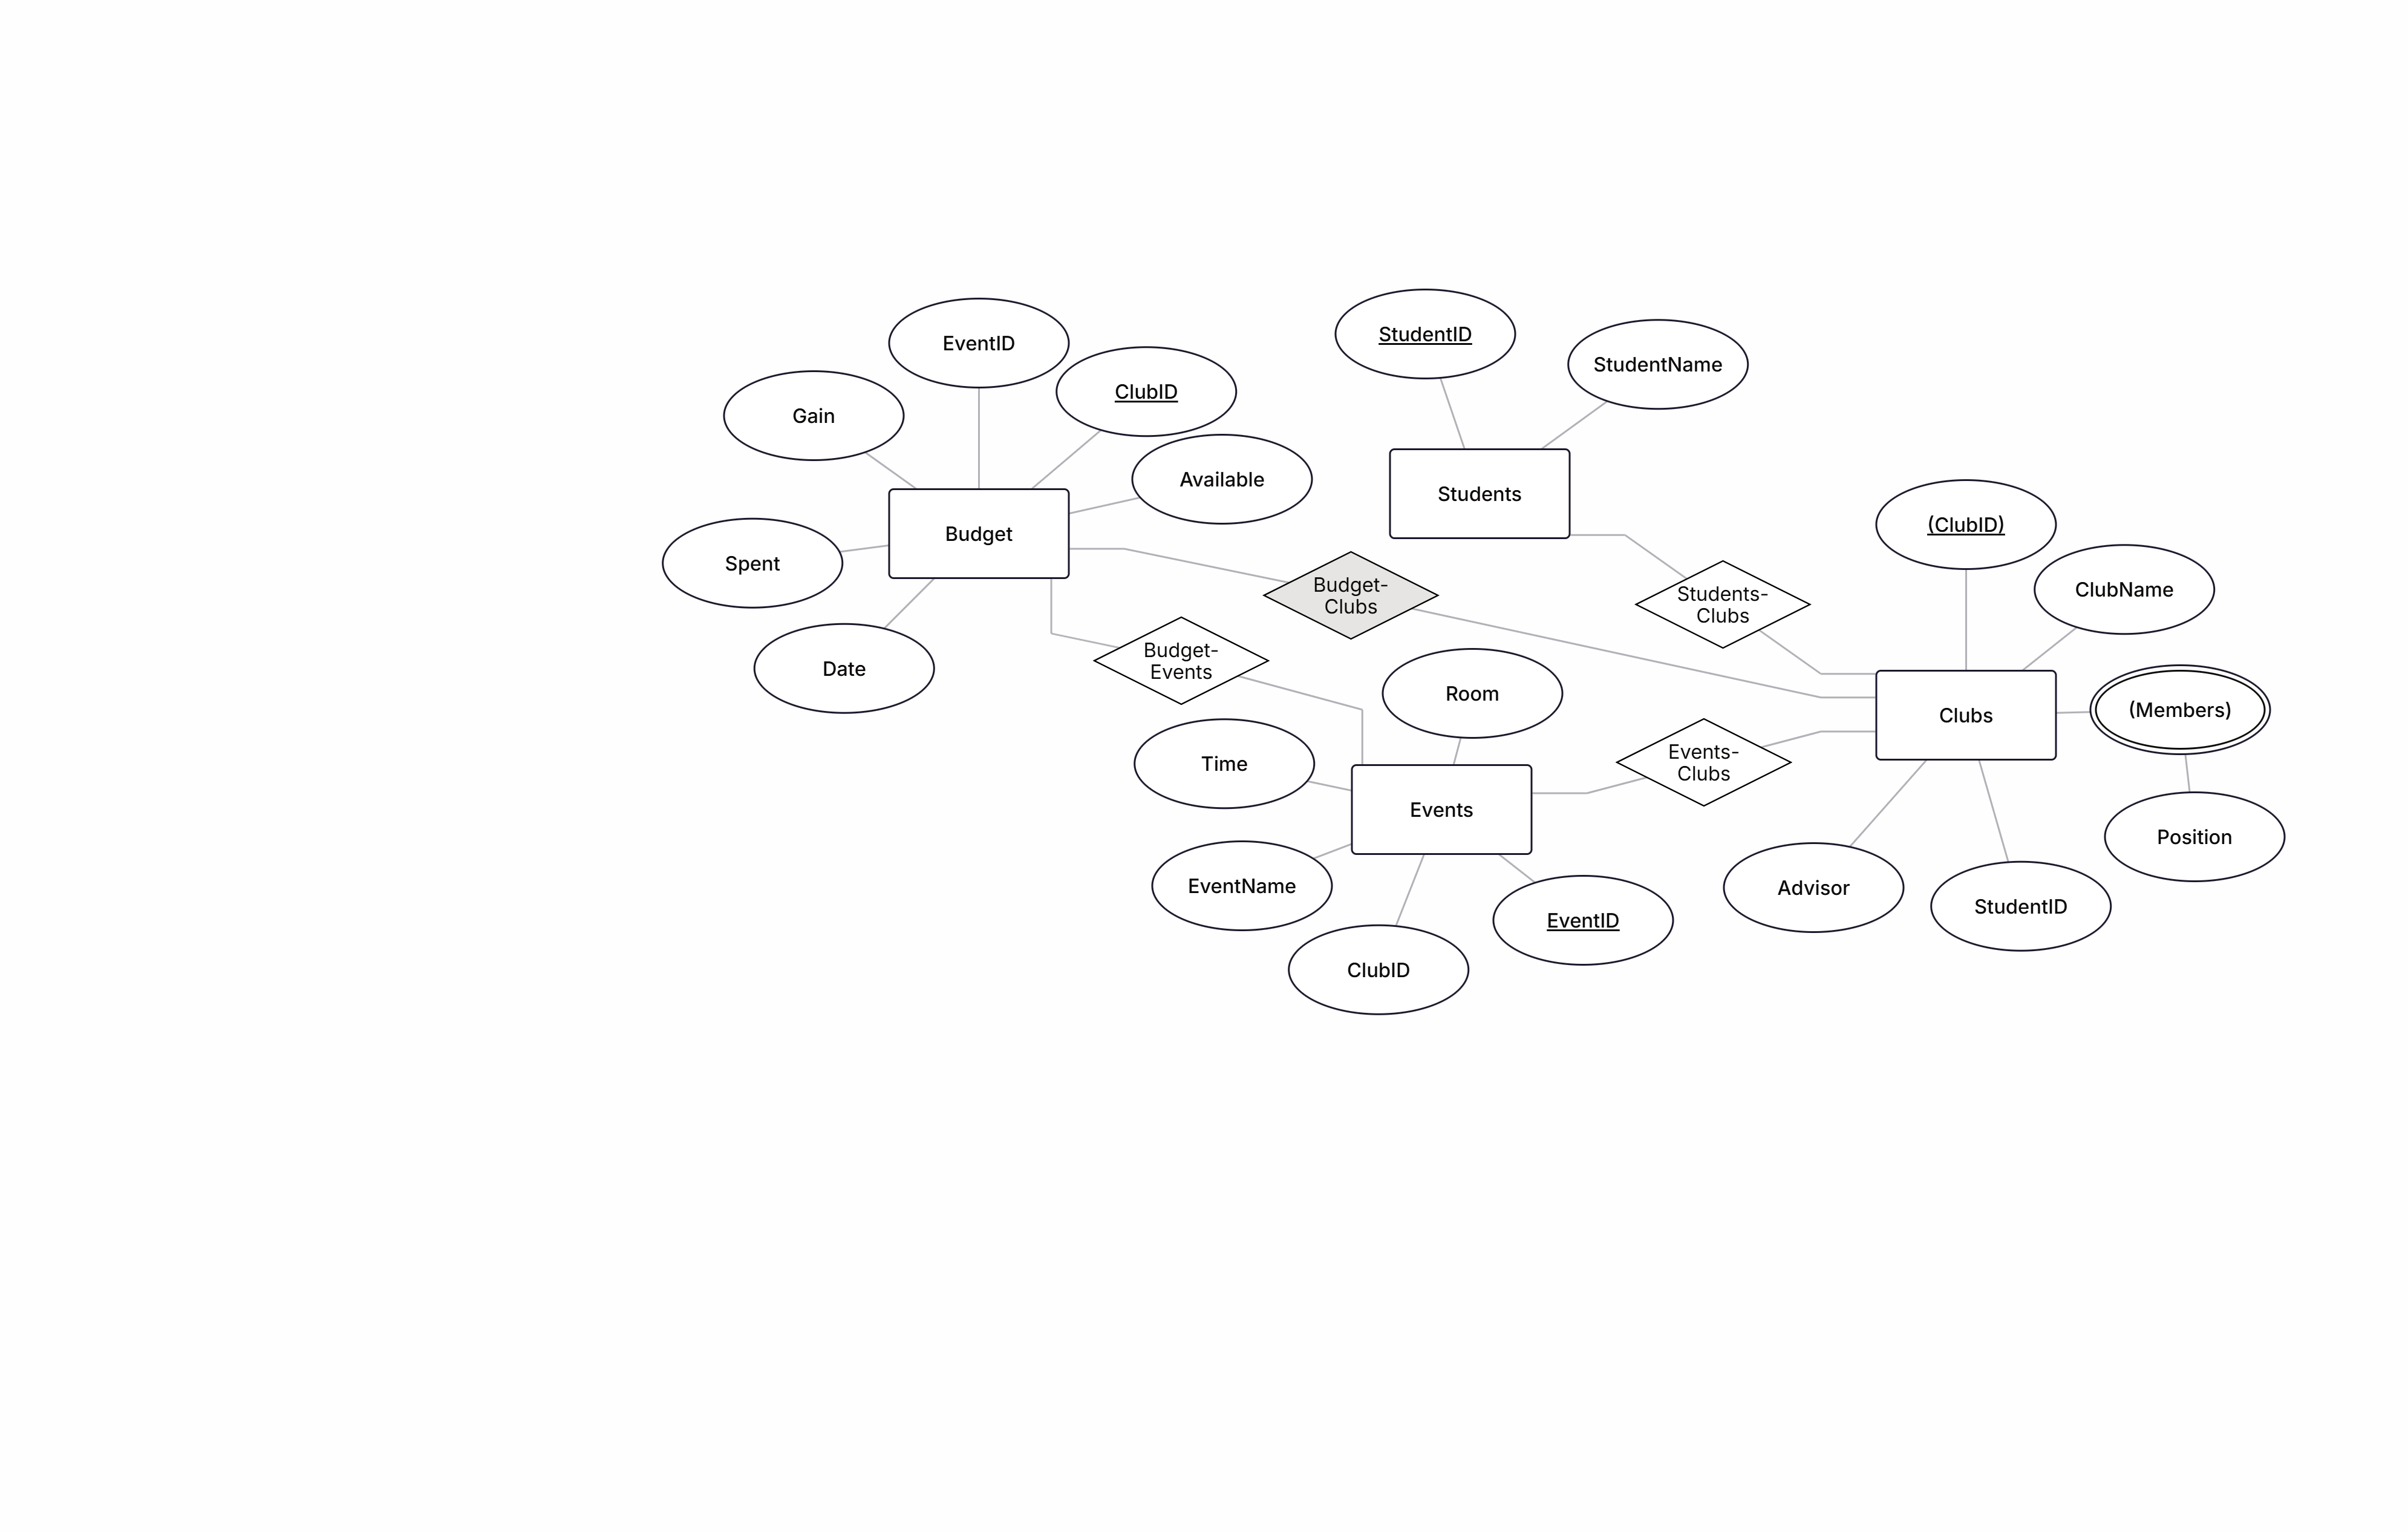 StudentID
EventID
StudentName
ClubID
Gain
Available
Students
(ClubID)
Budget
Spent
Budget-
Clubs
ClubName
Students-
Clubs
Budget-
Events
Date
Room
(Members)
Clubs
Events-
Clubs
Time
Events
Position
EventName
Advisor
StudentID
EventID
ClubID